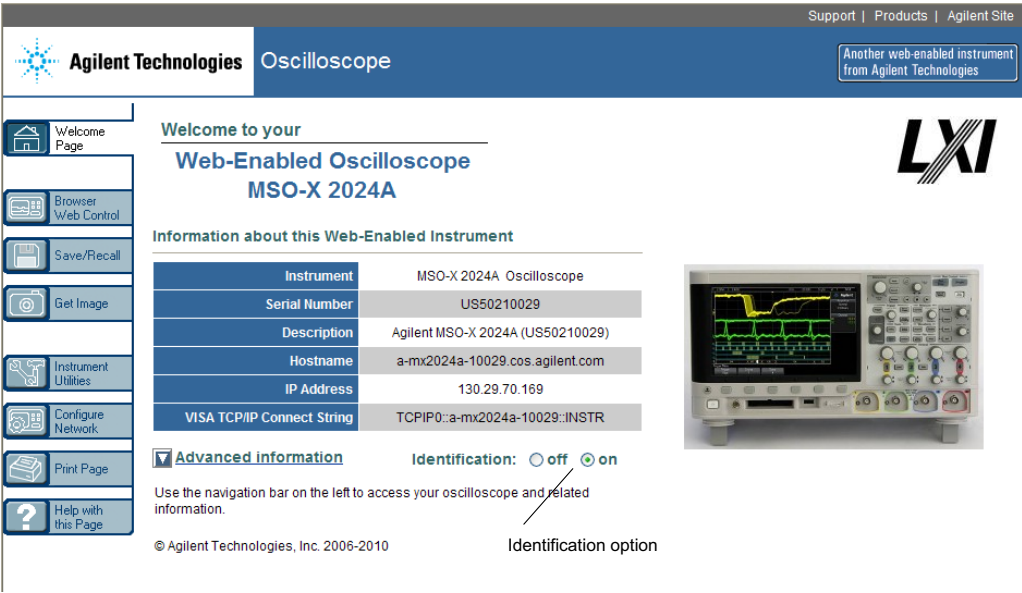 Support | Products | Agilent Site
Agilent Technologies
Oscilloscope
Another web-enabled instrument
from Agilent Technologies
Welcome
Page
Browser
Web Control
Save/Recall
Get Image
Instrument
Utilities
Configure
Network
Print Page
Help with
this Page
Welcome to your
Web-Enabled Oscilloscope
MSO-X 2024A
LXI
Information about this Web-Enabled Instrument
Instrument MSO-X 2024A Oscilloscope
Serial Number US50210029
Description Agilent MSO-X 2024A (US50210029)
Hostname a-mx2024a-10029.cos.agilent.com
IP Address 130.29.70.169
VISA TCP/IP Connect String TCPIP0::a-mx2024a-10029::INSTR
Advanced information Identification: off on
Use the navigation bar on the left to access your oscilloscope and related
information.
© Agilent Technologies, Inc. 2006-2010
Identification option